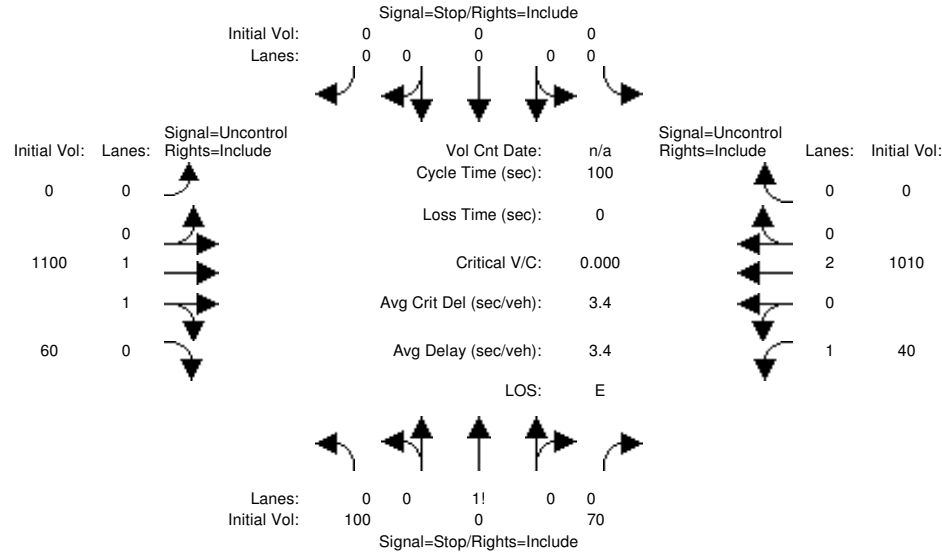 Signal=Stop/Rights=Include
Initial Vol: 0 0 0
Lanes: 0 0 0 0 0
Signal=Uncontrol Signal=Uncontrol
Initial Vol: Lanes: Rights=Include Vol Cnt Date: n/a Rights=Include Lanes: Initial Vol:
Cycle Time (sec): 100
0 0 0 0
Loss Time (sec): 0
0 0
1100 1 Critical V/C: 0.000 2 1010
1 Avg Crit Del (sec/veh): 3.4 0
60 0 Avg Delay (sec/veh): 3.4 1 40
LOS: E
Lanes: 0 0 1! 0 0
Initial Vol: 100 0 70
Signal=Stop/Rights=Include